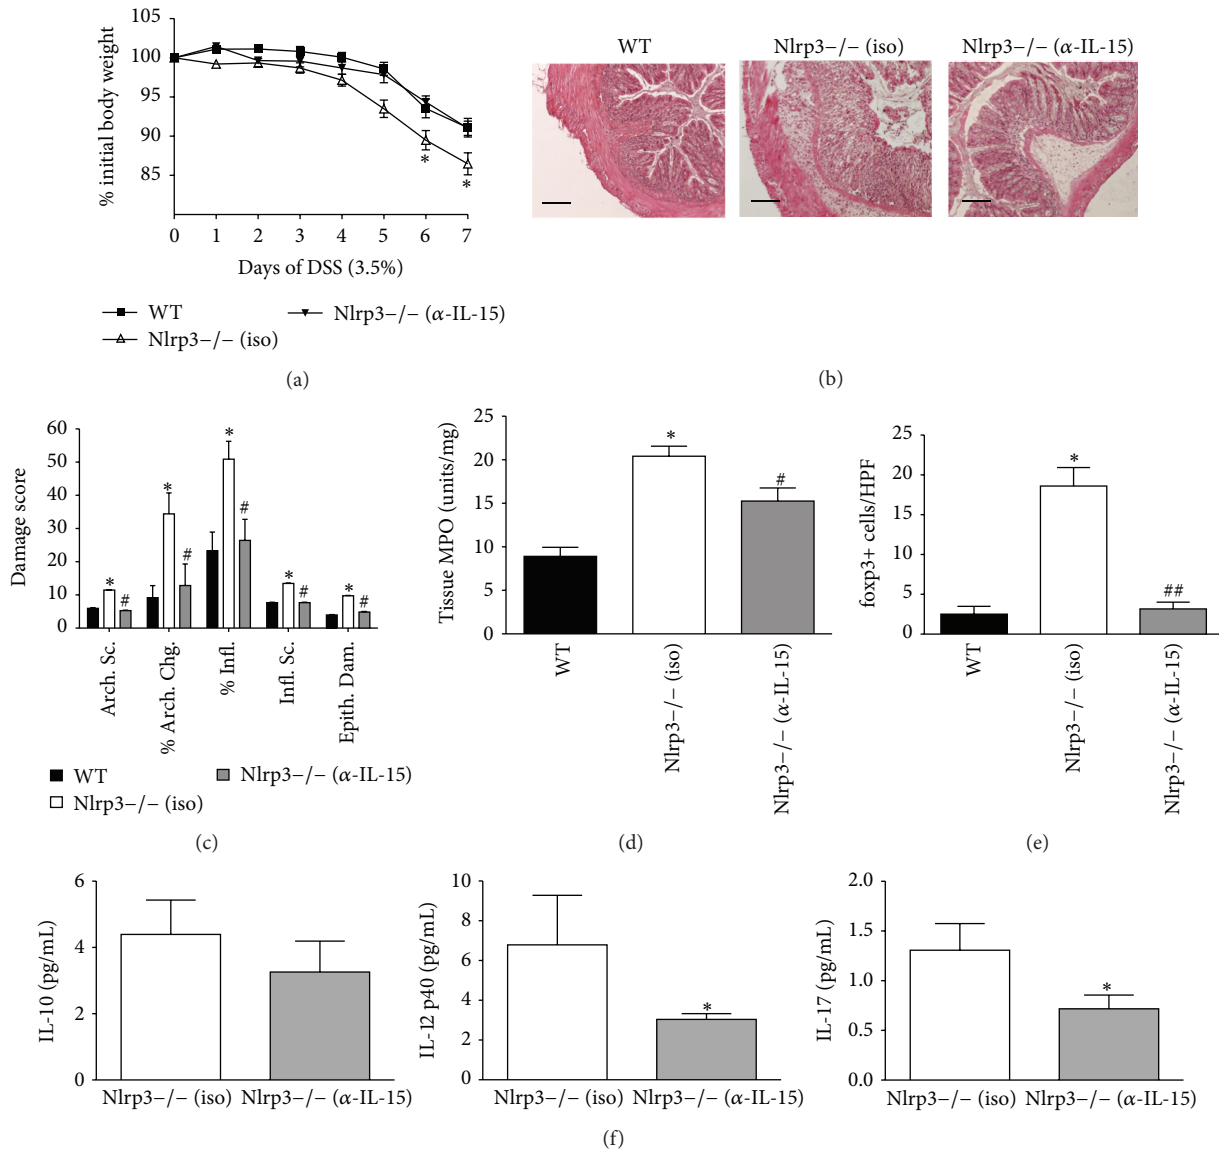 105
100
95
90
85
% initial body weight
0 1 2 3 4 5 6 7
* *
Days of DSS (3.5%)
WT
Nlrp3−/− (α-IL-15)
Nlrp3−/− (iso)
(a)
WT
Nlrp3−/− (iso)
Nlrp3−/− (α-IL-15)
(b)
60
50
40
30
20
10
0
Damage score
* # * # * # * # * #
Arch. Sc.
% Arch. Chg.
% Infl.
Infl. Sc.
Epith. Dam.
WT
Nlrp3−/− (α-IL-15)
Nlrp3−/− (iso)
(c)
25
20
15
10
5
0
Tissue MPO (units/mg)
* #
WT
Nlrp3−/− (iso)
Nlrp3−/− (α-IL-15)
(d)
25
20
15
10
5
0
foxp3+ cells/HPF
* ##
WT
Nlrp3−/− (iso)
Nlrp3−/− (α-IL-15)
(e)
6
4
2
0
IL-10 (pg/mL)
Nlrp3−/− (iso) Nlrp3−/− (α-IL-15)
10
8
6
4
2
0
IL-12 p40 (pg/mL)
*
Nlrp3−/− (iso) Nlrp3−/− (α-IL-15)
2.0
1.5
1.0
0.5
0.0
IL-17 (pg/mL)
*
Nlrp3−/− (iso) Nlrp3−/− (α-IL-15)
(f)